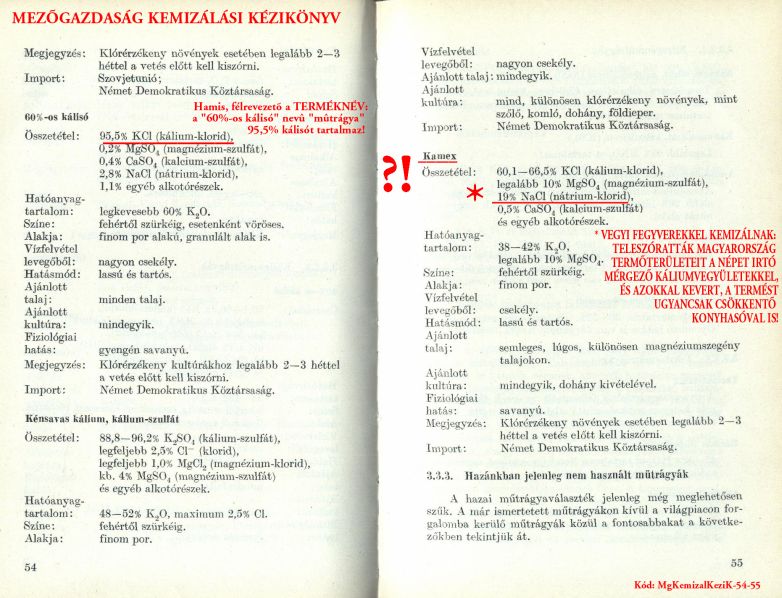 MEZŐGAZDASÁG KEMIZÁLÁSI KÉZIKÖNYV
Megjegyzés: Klórérzékeny növények esetében legalább 2—3
héttel a vetés előtt kell kiszórni.
Import: Szovjetunió;
Német Demokratikus Köztársaság.
Hamis, félrevezető a TERMÉKNÉV:
a "60%-os kálisó" nevû "mûtrágya"
95,5% kálisót tartalmaz!
60%-os kálisó
Összetétel: 95,5% KCl (kálium-klorid),
0,2% MgSO₄ (magnézium-szulfát),
0,4% CaSO₄ (kalcium-szulfát),
2,8% NaCl (nátrium-klorid),
1,1% egyéb alkotórészek.
Hatóanyag-
tartalom: legkevesebb 60% K₂O.
Színe: fehértől szürkéig, esetenként vöröses.
Alakja: finom por alakú, granulált alak is.
Vízfelvétel
levegőből: nagyon csekély.
Hatásmód: lassú és tartós.
Ajánlott
talaj: minden talaj.
Ajánlott
kultúra: mindegyik.
Fiziológiai
hatás: gyengén savanyú.
Megjegyzés: Klórérzékeny kultúrákhoz legalább 2—3 héttel
a vetés előtt kell kiszórni.
Import: Német Demokratikus Köztársaság.
Kénsavas kálium, kálium-szulfát
Összetétel: 88,8—96,2% K₂SO₄ (kálium-szulfát),
legfeljebb 2,5% Cl⁻ (klorid),
legfeljebb 1,0% MgCl₂ (magnézium-klorid),
kb. 4% MgSO₄ (magnézium-szulfát)
és egyéb alkotórészek.
Hatóanyag-
tartalom: 48—52% K₂O, maximum 2,5% Cl.
Színe: fehértől szürkéig.
Alakja: finom por.
54
Vízfelvétel
levegőből: nagyon csekély.
Ajánlott talaj: mindegyik.
Ajánlott
kultúra: mind, különösen klórérzékeny növények, mint
szőlő, komló, dohány, földieper.
Import: Német Demokratikus Köztársaság.
?!
Kamex
Összetétel: 60,1—66,5% KCl (kálium-klorid),
legalább 10% MgSO₄ (magnézium-szulfát),
* 19% NaCl (nátrium-klorid),
0,5% CaSO₄ (kalcium-szulfát)
és egyéb alkotórészek.
Hatóanyag-
tartalom: 38—42% K₂O,
legalább 10% MgSO₄.
Színe: fehértől szürkéig.
Alakja: finom por.
* VEGYI FEGYVEREKKEL KEMIZÁLNAK:
TELESZÓRATTÁK MAGYARORSZÁG
TERMŐTERÜLETEIT A NÉPET IRTÓ
MÉRGEZŐ KÁLIUMVEGYÜLETEKKEL,
ÉS AZOKKAL KEVERT, A TERMÉST
UGYANCSAK CSÖKKENTŐ
KONYHASÓVAL IS!
Vízfelvétel
levegőből: csekély.
Hatásmód: lassú és tartós.
Ajánlott
talaj: semleges, lúgos, különösen magnéziumszegény
talajokon.
Ajánlott
kultúra: mindegyik, dohány kivételével.
Fiziológiai
hatás: savanyú.
Megjegyzés: Klórérzékeny növények esetében legalább 2—3
héttel a vetés előtt kell kiszórni.
Import: Német Demokratikus Köztársaság.
3.3.3. Hazánkban jelenleg nem használt műtrágyák
A hazai műtrágyaválaszték jelenleg még meglehetősen
szűk. A már ismertetett műtrágyákon kívül a világpiacon for-
galomba kerülő műtrágyák közül a fontosabbakat a követke-
zőkben tekintjük át.
55
Kód: MgKemizalKeziK-54-55